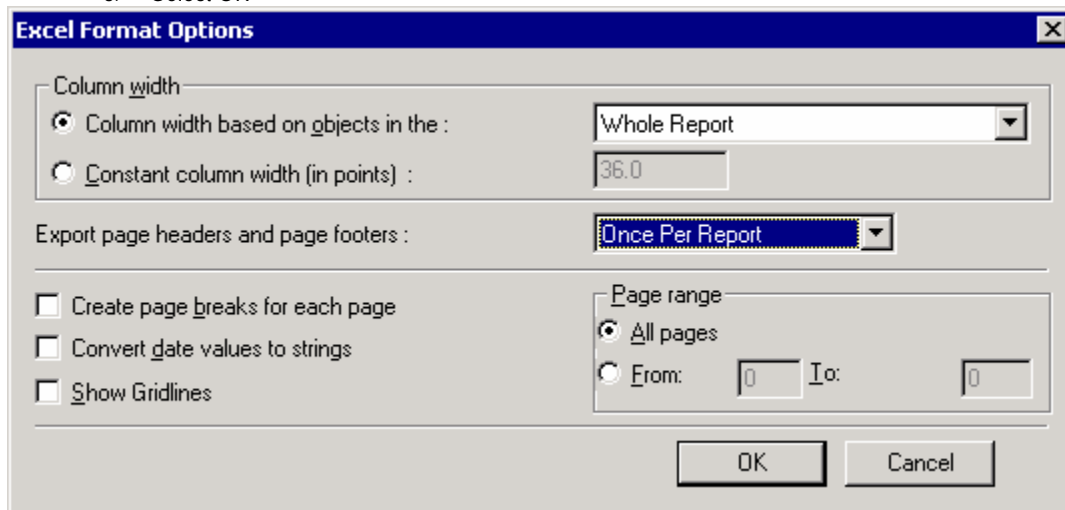 Excel Format Options
Column width
Column width based on objects in the : Whole Report
Constant column width (in points) : 36.0
Export page headers and page footers : Once Per Report
Create page breaks for each page
Convert date values to strings
Show Gridlines
Page range
All pages
From: 0 To: 0
OK Cancel